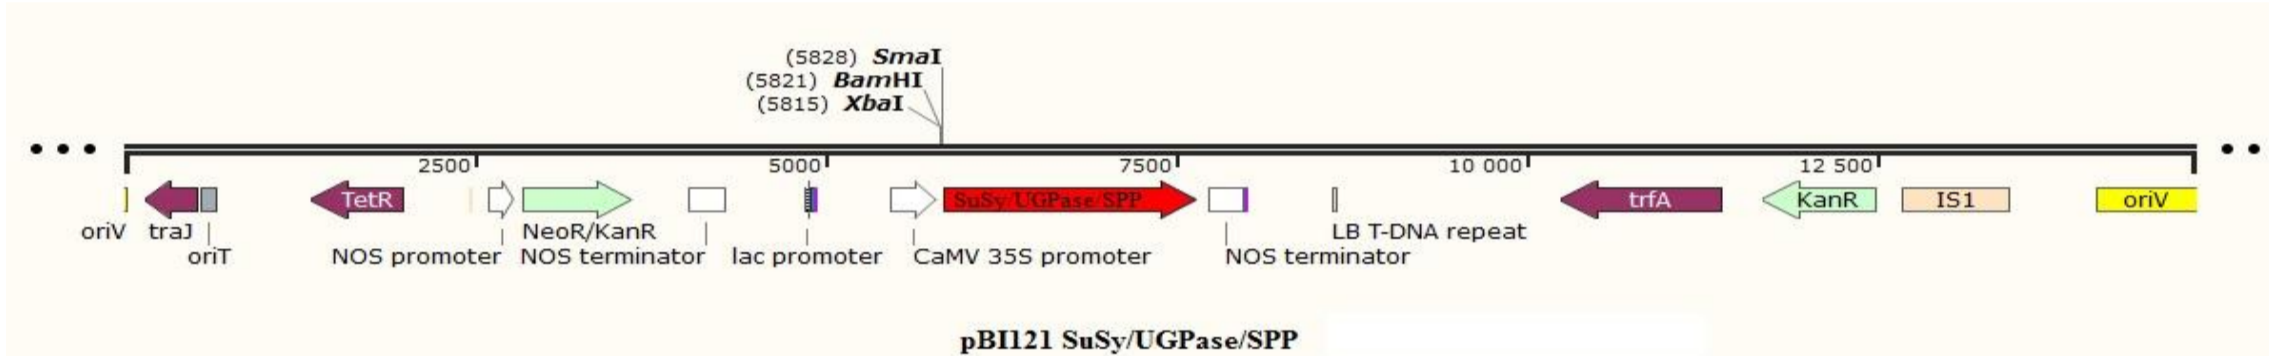 (5828) SmaI
(5821) BamHI
(5815) XbaI
2500 5000 7500 10 000 12 500
TetR SuSy/UGPase/SPP trfA KanR IS1 oriV
oriV traJ NeoR/KanR LB T-DNA repeat
oriT NOS promoter NOS terminator lac promoter CaMV 35S promoter NOS terminator
pBI121 SuSy/UGPase/SPP